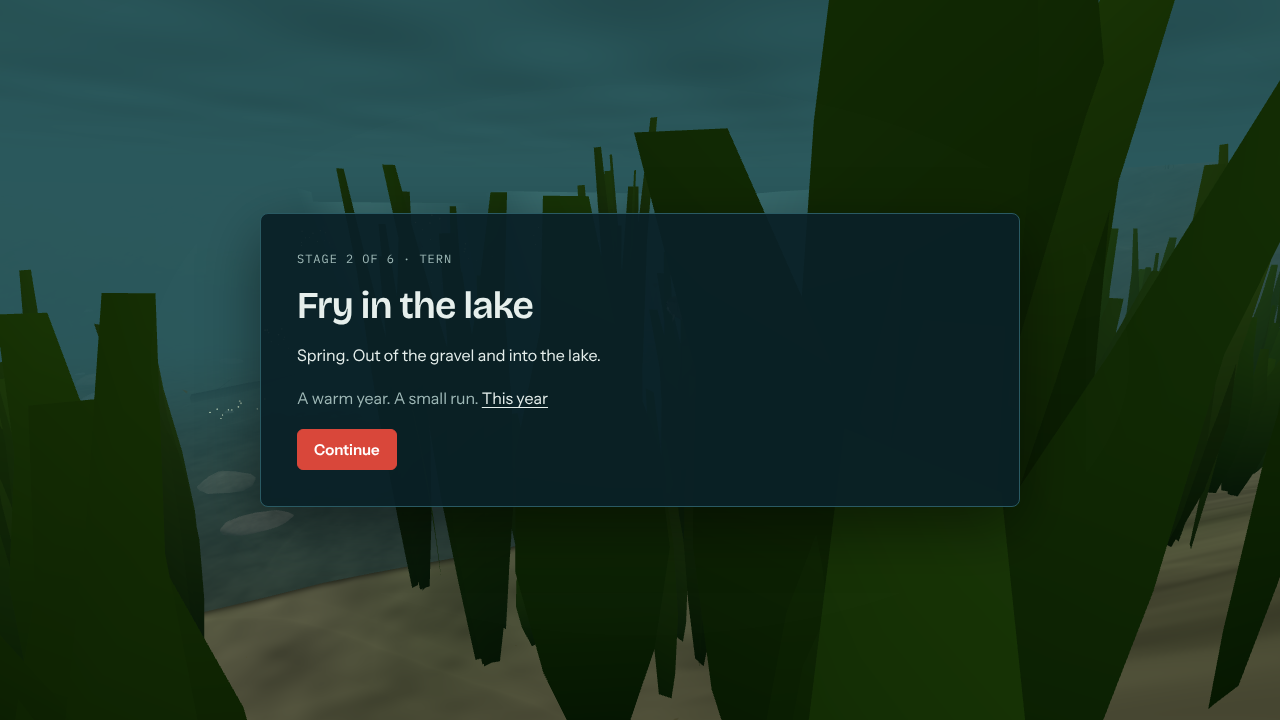 STAGE 2 OF 6 · TERN
Fry in the lake
Spring. Out of the gravel and into the lake.
A warm year. A small run. This year
Continue